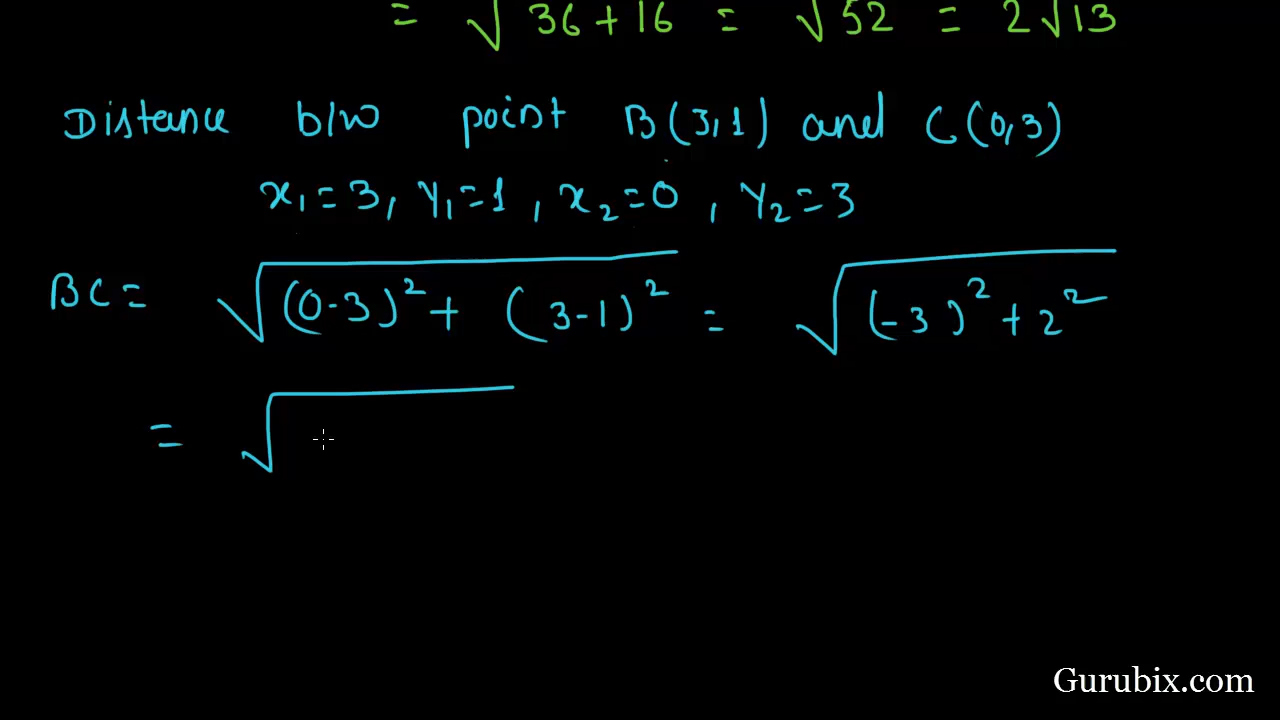 = √36 + 16 = √52 = 2√13
Distance b/w point B(3,1) and C(0,3)
x₁=3, y₁=1, x₂=0, y₂=3
BC= √(0-3)² + (3-1)² = √(-3)² + 2²
= √
Gurubix.com